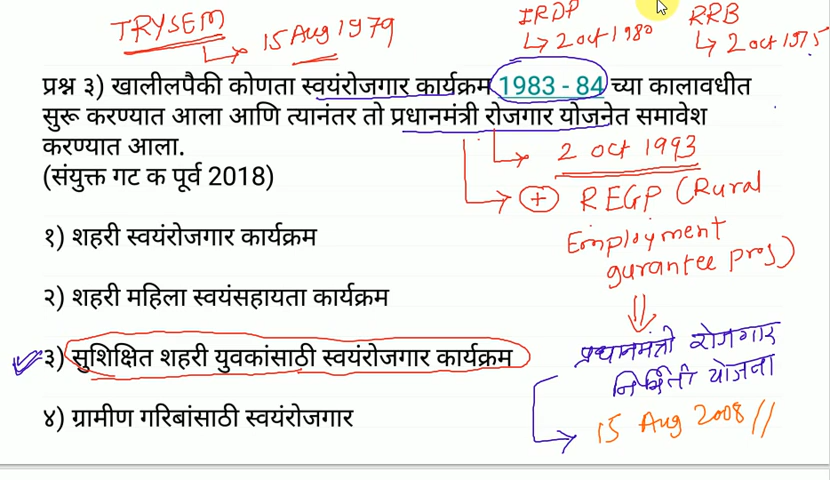 TRYSEM
↳ 15 Aug 1979
IRDP
↳ 2 oct 1980
RRB
↳ 2 oct 1975
प्रश्न ३) खालीलपैकी कोणता स्वयंरोजगार कार्यक्रम 1983 - 84 च्या कालावधीत
सुरू करण्यात आला आणि त्यानंतर तो प्रधानमंत्री रोजगार योजनेत समावेश
करण्यात आला.
→ 2 oct 1993
(संयुक्त गट क पूर्व 2018)
→ + REGP (Rural
Employment
gurantee prog)
१) शहरी स्वयंरोजगार कार्यक्रम
२) शहरी महिला स्वयंसहायता कार्यक्रम
३) सुशिक्षित शहरी युवकांसाठी स्वयंरोजगार कार्यक्रम
⇓
प्रधानमंत्री रोजगार
निर्मिती योजना
→ 15 Aug 2008 //
४) ग्रामीण गरिबांसाठी स्वयंरोजगार